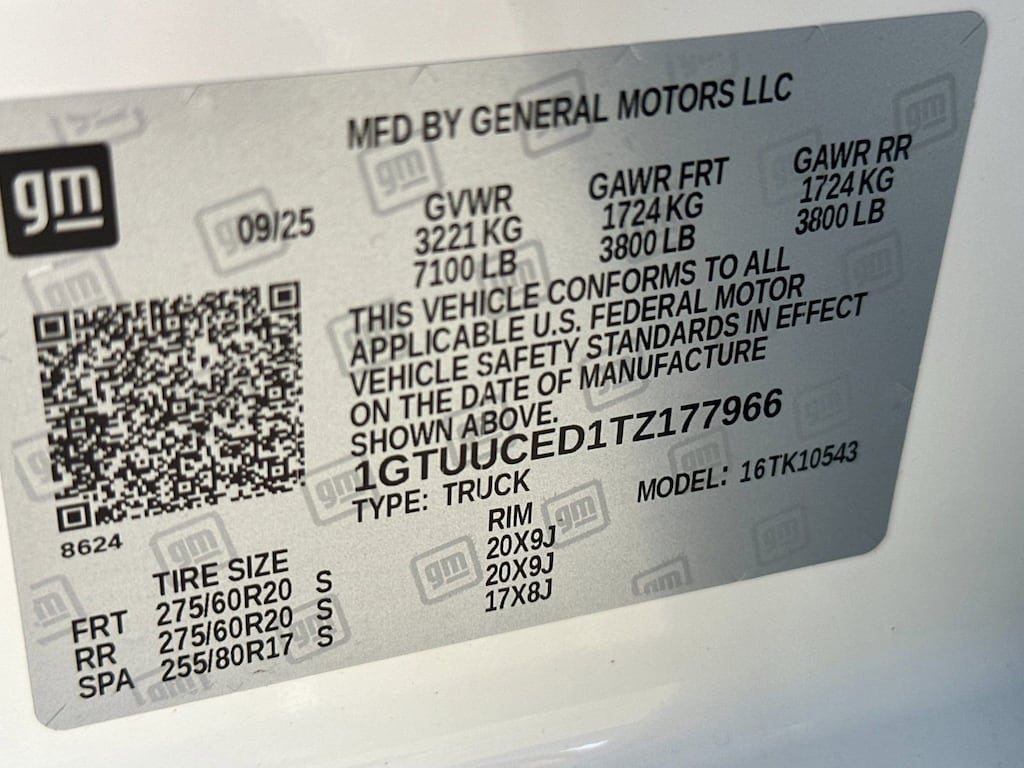 MFD BY GENERAL MOTORS LLC
gm
09/25
GVWR GAWR FRT GAWR RR
3221 KG 1724 KG 1724 KG
7100 LB 3800 LB 3800 LB
THIS VEHICLE CONFORMS TO ALL
APPLICABLE U.S. FEDERAL MOTOR
VEHICLE SAFETY STANDARDS IN EFFECT
ON THE DATE OF MANUFACTURE
SHOWN ABOVE.
1GTUUCED1TZ177966
TYPE: TRUCK MODEL: 16TK10543
8624
TIRE SIZE RIM
FRT 275/60R20 S 20X9J
RR 275/60R20 S 20X9J
SPA 255/80R17 S 17X8J